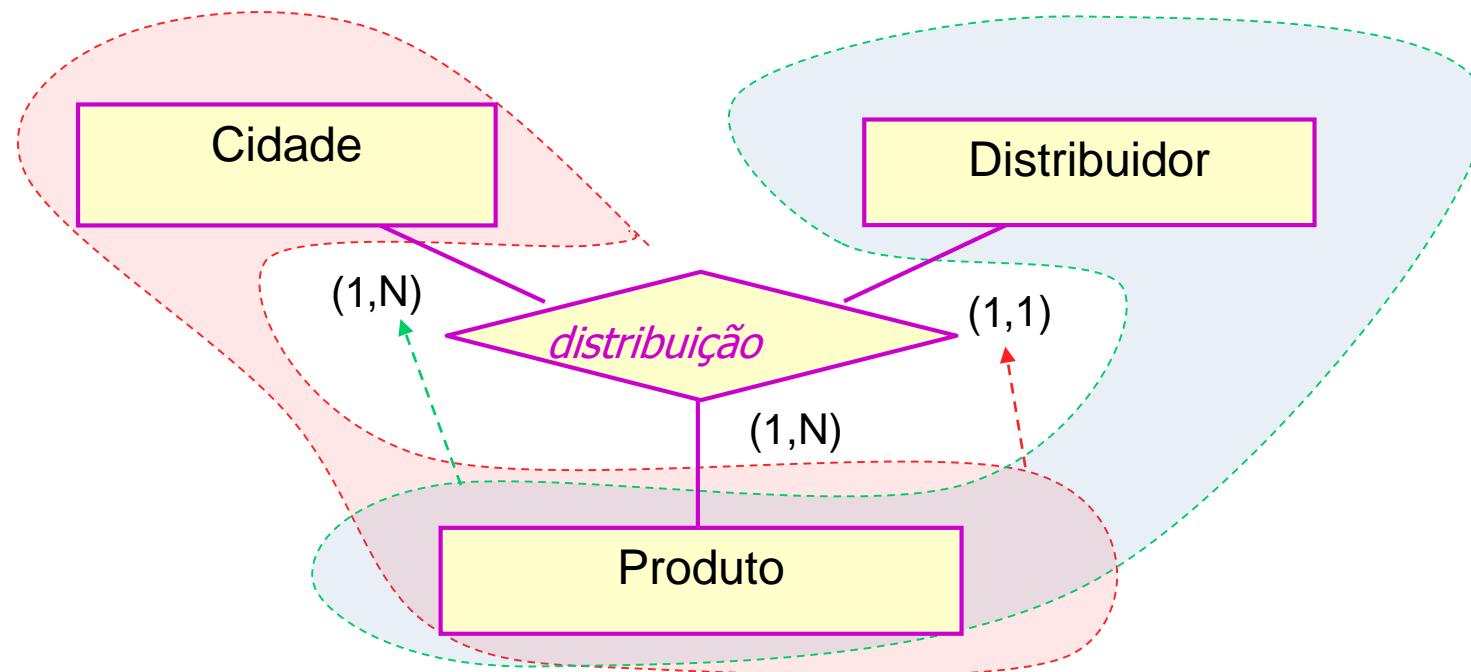 Cidade
Distribuidor
(1,N)
(1,1)
distribuição
(1,N)
Produto